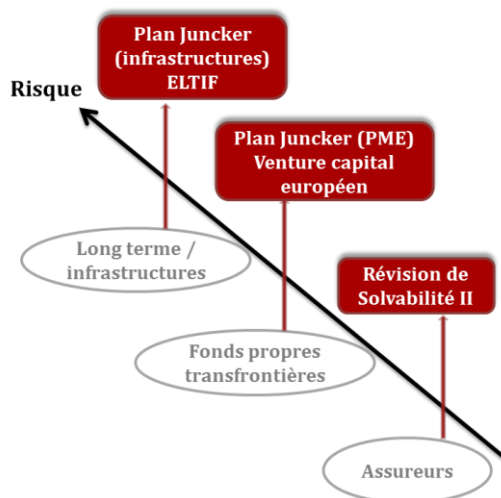 Plan Juncker
(infrastructures)
ELTIF
Risque
Plan Juncker (PME)
Venture capital
européen
Long terme /
infrastructures
Révision de
Solvabilité II
Fonds propres
transfrontières
Assureurs